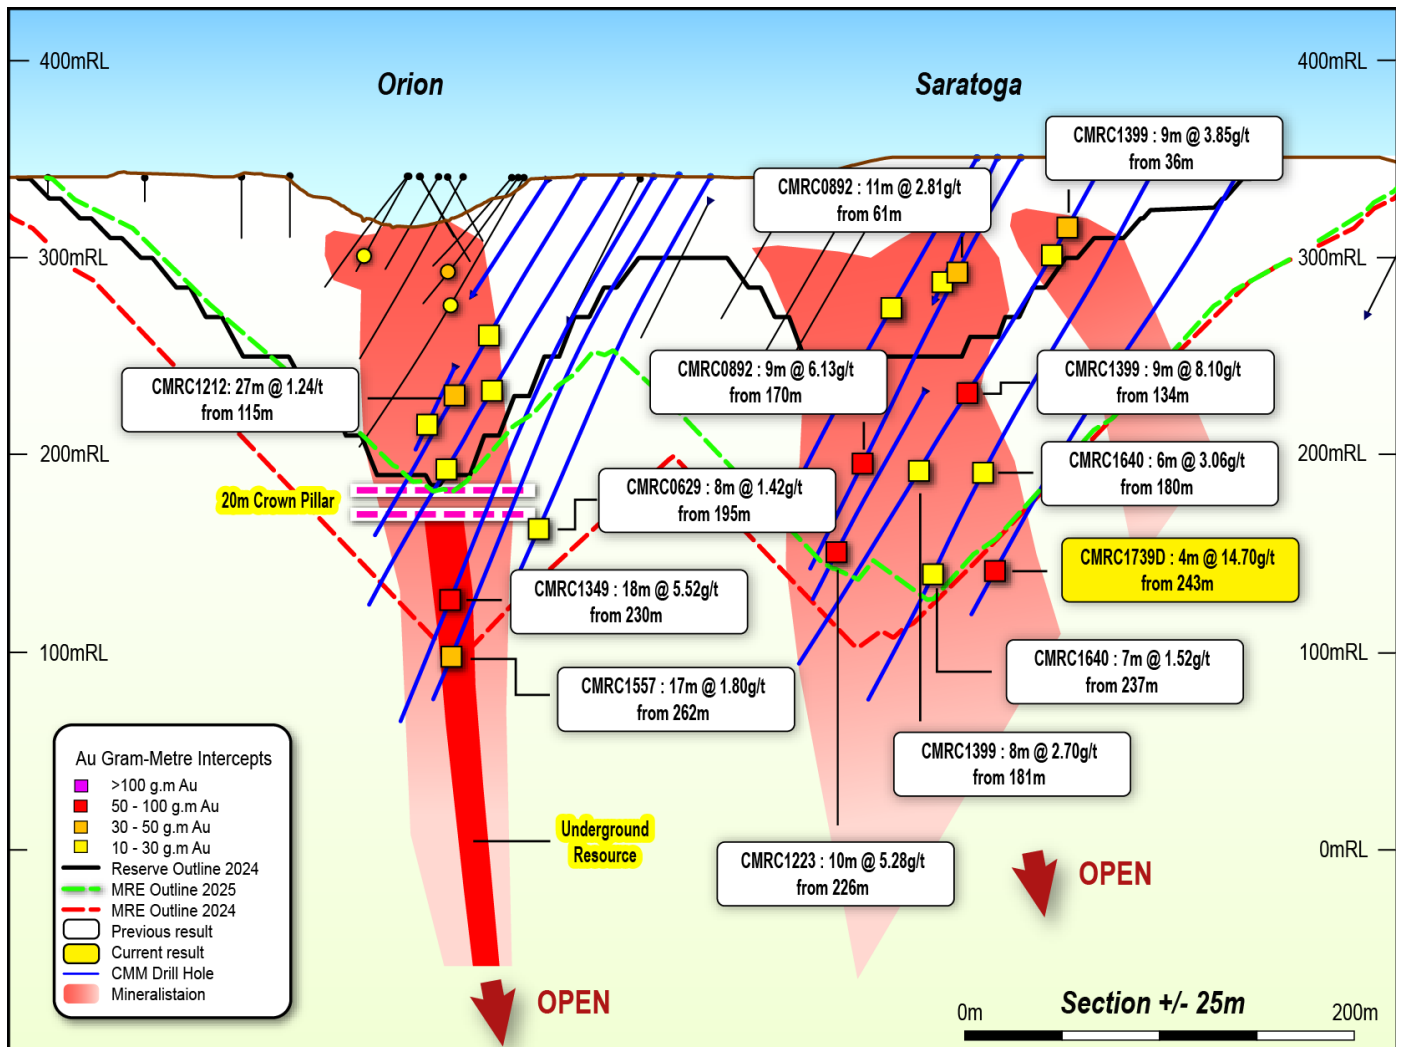 400mRL
400mRL
Orion
Saratoga
CMRC1399 : 9m @ 3.85g/t
from 36m
CMRC0892 : 11m @ 2.81g/t
from 61m
300mRL
300mRL
CMRC1212: 27m @ 1.24/t
from 115m
CMRC0892 : 9m @ 6.13g/t
from 170m
CMRC1399 : 9m @ 8.10g/t
from 134m
200mRL
200mRL
20m Crown Pillar
CMRC0629 : 8m @ 1.42g/t
from 195m
CMRC1640 : 6m @ 3.06g/t
from 180m
CMRC1739D : 4m @ 14.70g/t
from 243m
CMRC1349 : 18m @ 5.52g/t
from 230m
100mRL
100mRL
CMRC1640 : 7m @ 1.52g/t
from 237m
CMRC1557 : 17m @ 1.80g/t
from 262m
CMRC1399 : 8m @ 2.70g/t
from 181m
Au Gram-Metre Intercepts
>100 g.m Au
50 - 100 g.m Au
30 - 50 g.m Au
10 - 30 g.m Au
Reserve Outline 2024
MRE Outline 2025
MRE Outline 2024
Previous result
Current result
CMM Drill Hole
Mineralistaion
Underground
Resource
0mRL
CMRC1223 : 10m @ 5.28g/t
from 226m
OPEN
OPEN
Section +/- 25m
0m
200m